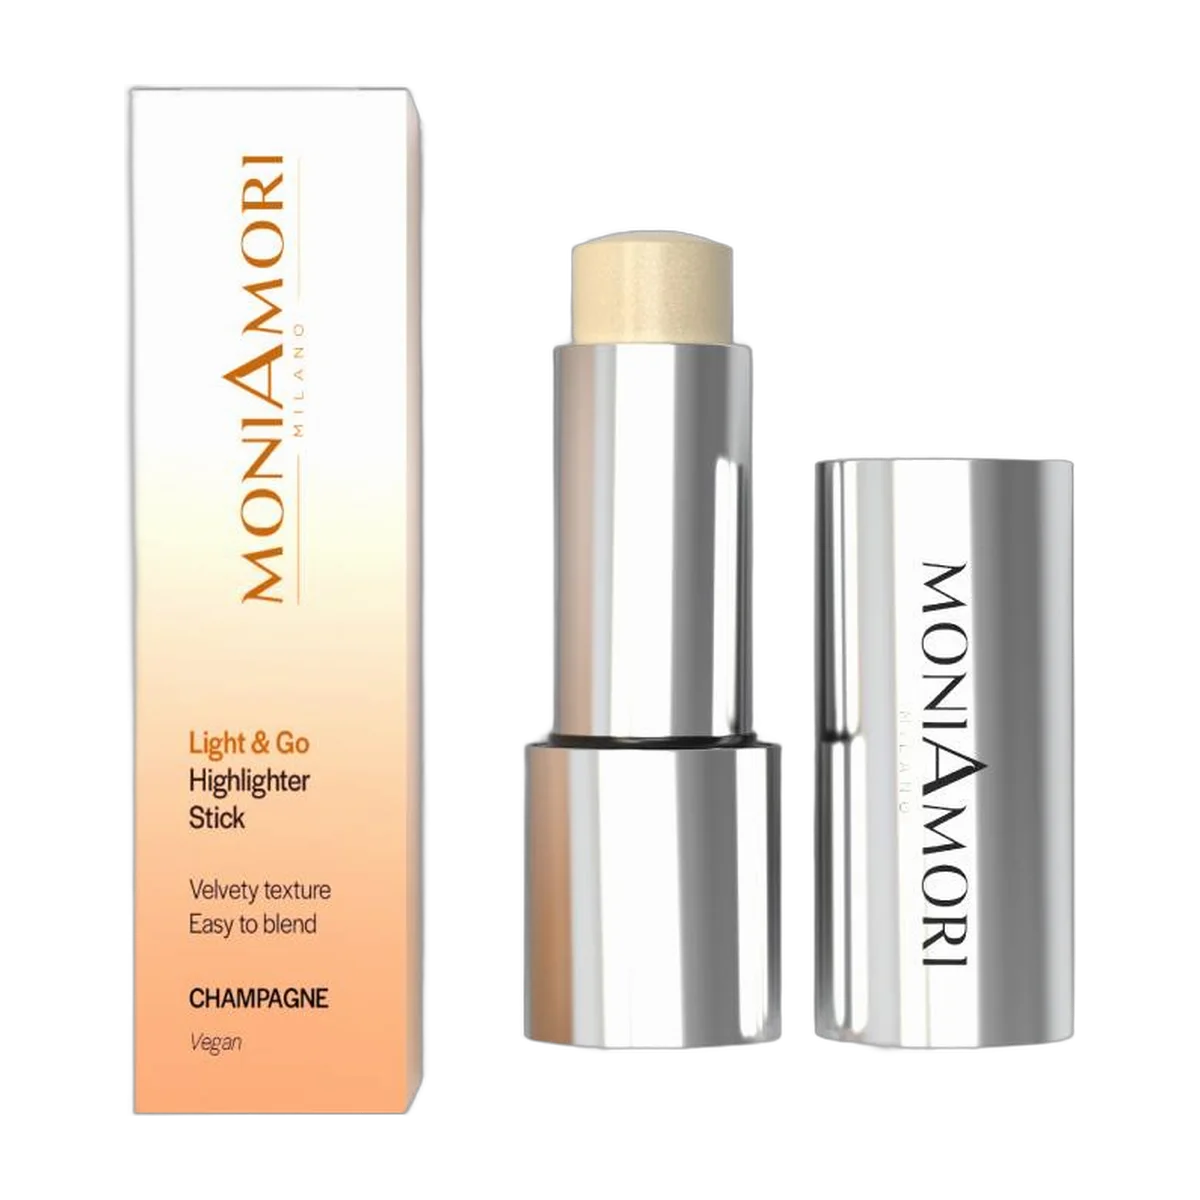 MONIAMORI
MILANO
Light & Go
Highlighter
Stick
Velvety texture
Easy to blend
CHAMPAGNE
Vegan
MONIAMORI
MILANO